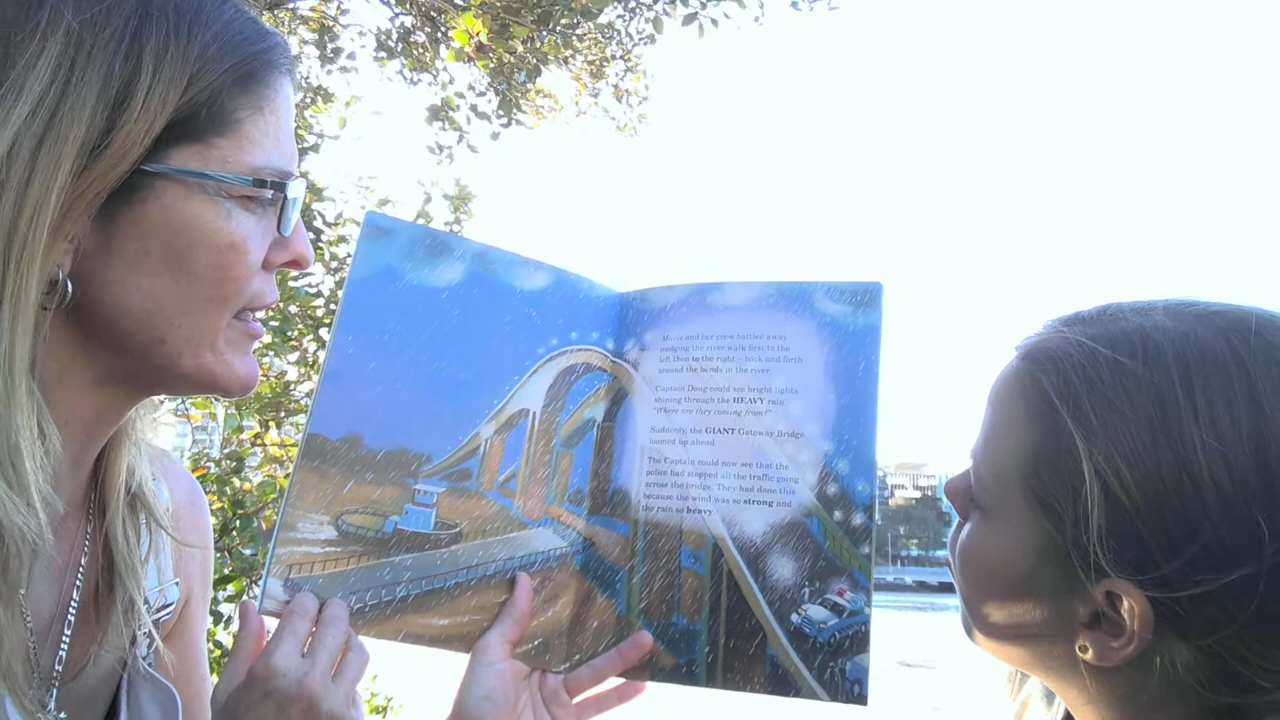 Mavis and her crew battled away
nudging the river walk first to the
left then to the right – back and forth
around the bends in the river.
Captain Doug could see bright lights
shining through the HEAVY rain.
"Where are they coming from?"
Suddenly, the GIANT Gateway Bridge
loomed up ahead.
The Captain could now see that the
police had stopped all the traffic going
across the bridge. They had done this
because the wind was so strong and
the rain so heavy.